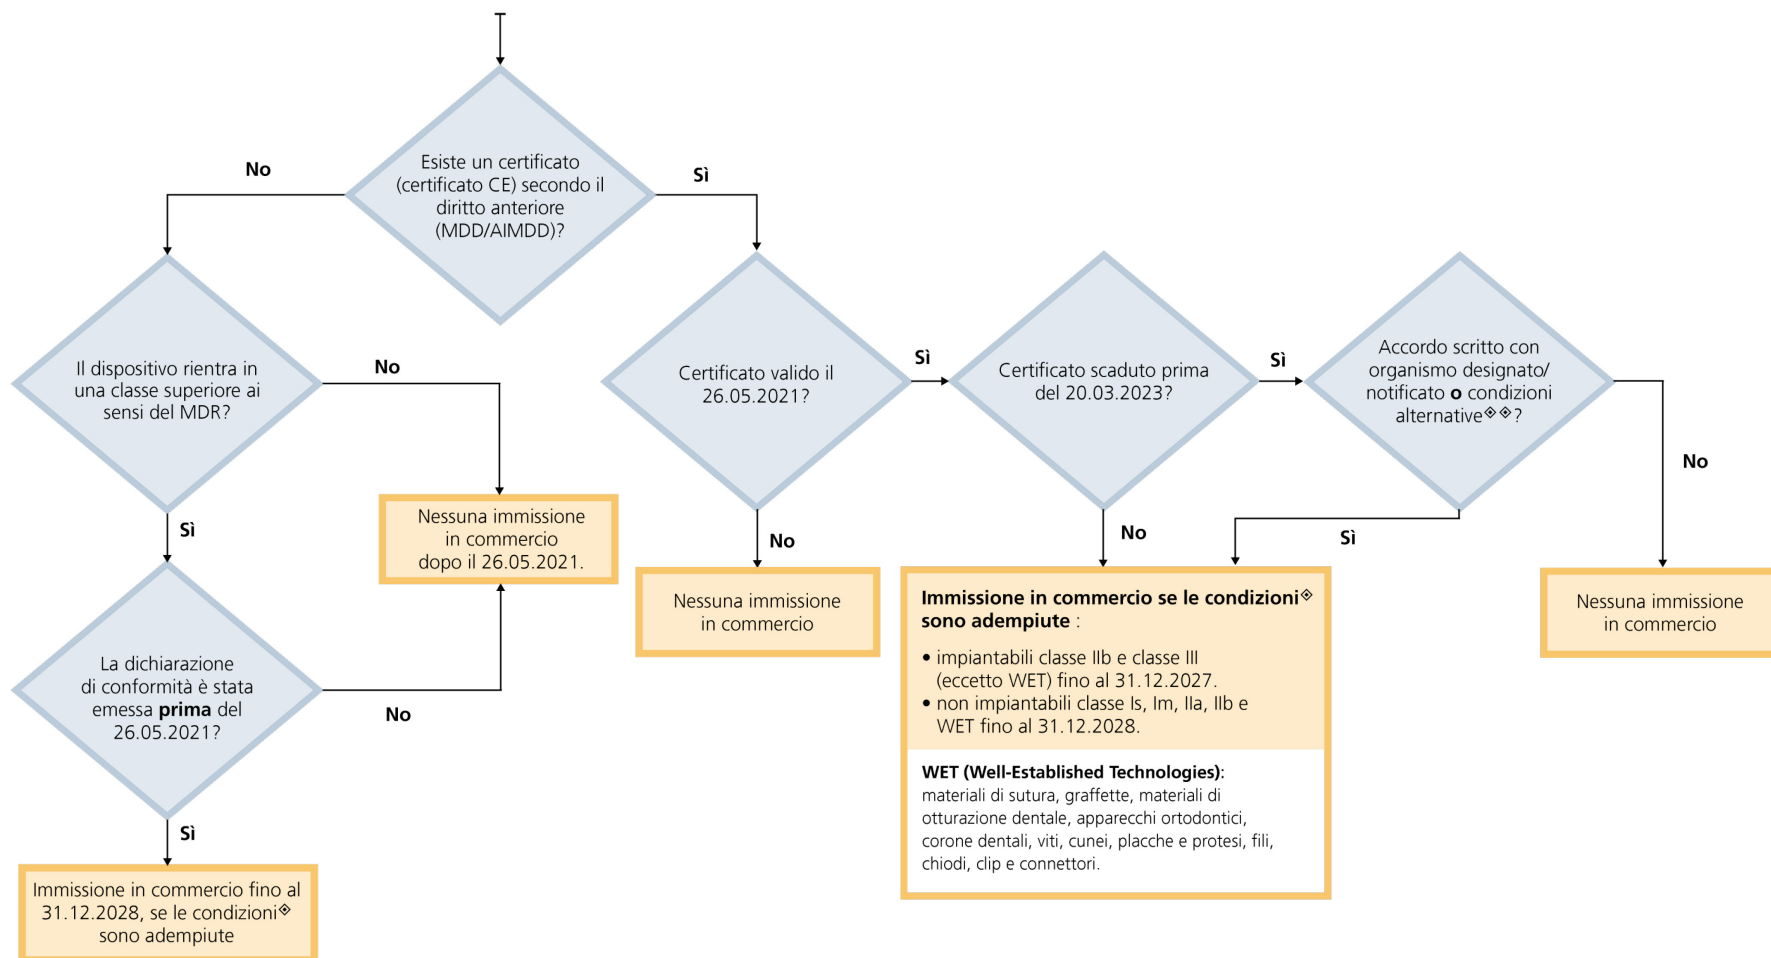 Esiste un certificato
(certificato CE) secondo il
diritto anteriore
(MDD/AIMDD)?
No
Sì
Il dispositivo rientra in
una classe superiore ai
sensi del MDR?
No
Sì
Certificato valido il
26.05.2021?
Sì
No
Certificato scaduto prima
del 20.03.2023?
Sì
No
Accordo scritto con
organismo designato/
notificato o condizioni
alternative◈◈?
No
Sì
Nessuna immissione
in commercio
dopo il 26.05.2021.
La dichiarazione
di conformità è stata
emessa prima del
26.05.2021?
No
Sì
Nessuna immissione
in commercio
Immissione in commercio se le condizioni◈
sono adempiute :
• impiantabili classe IIb e classe III
(eccetto WET) fino al 31.12.2027.
• non impiantabili classe Is, Im, IIa, IIb e
WET fino al 31.12.2028.
WET (Well-Established Technologies):
materiali di sutura, graffette, materiali di
otturazione dentale, apparecchi ortodontici,
corone dentali, viti, cunei, placche e protesi, fili,
chiodi, clip e connettori.
Nessuna immissione
in commercio
Immissione in commercio fino al
31.12.2028, se le condizioni◈
sono adempiute